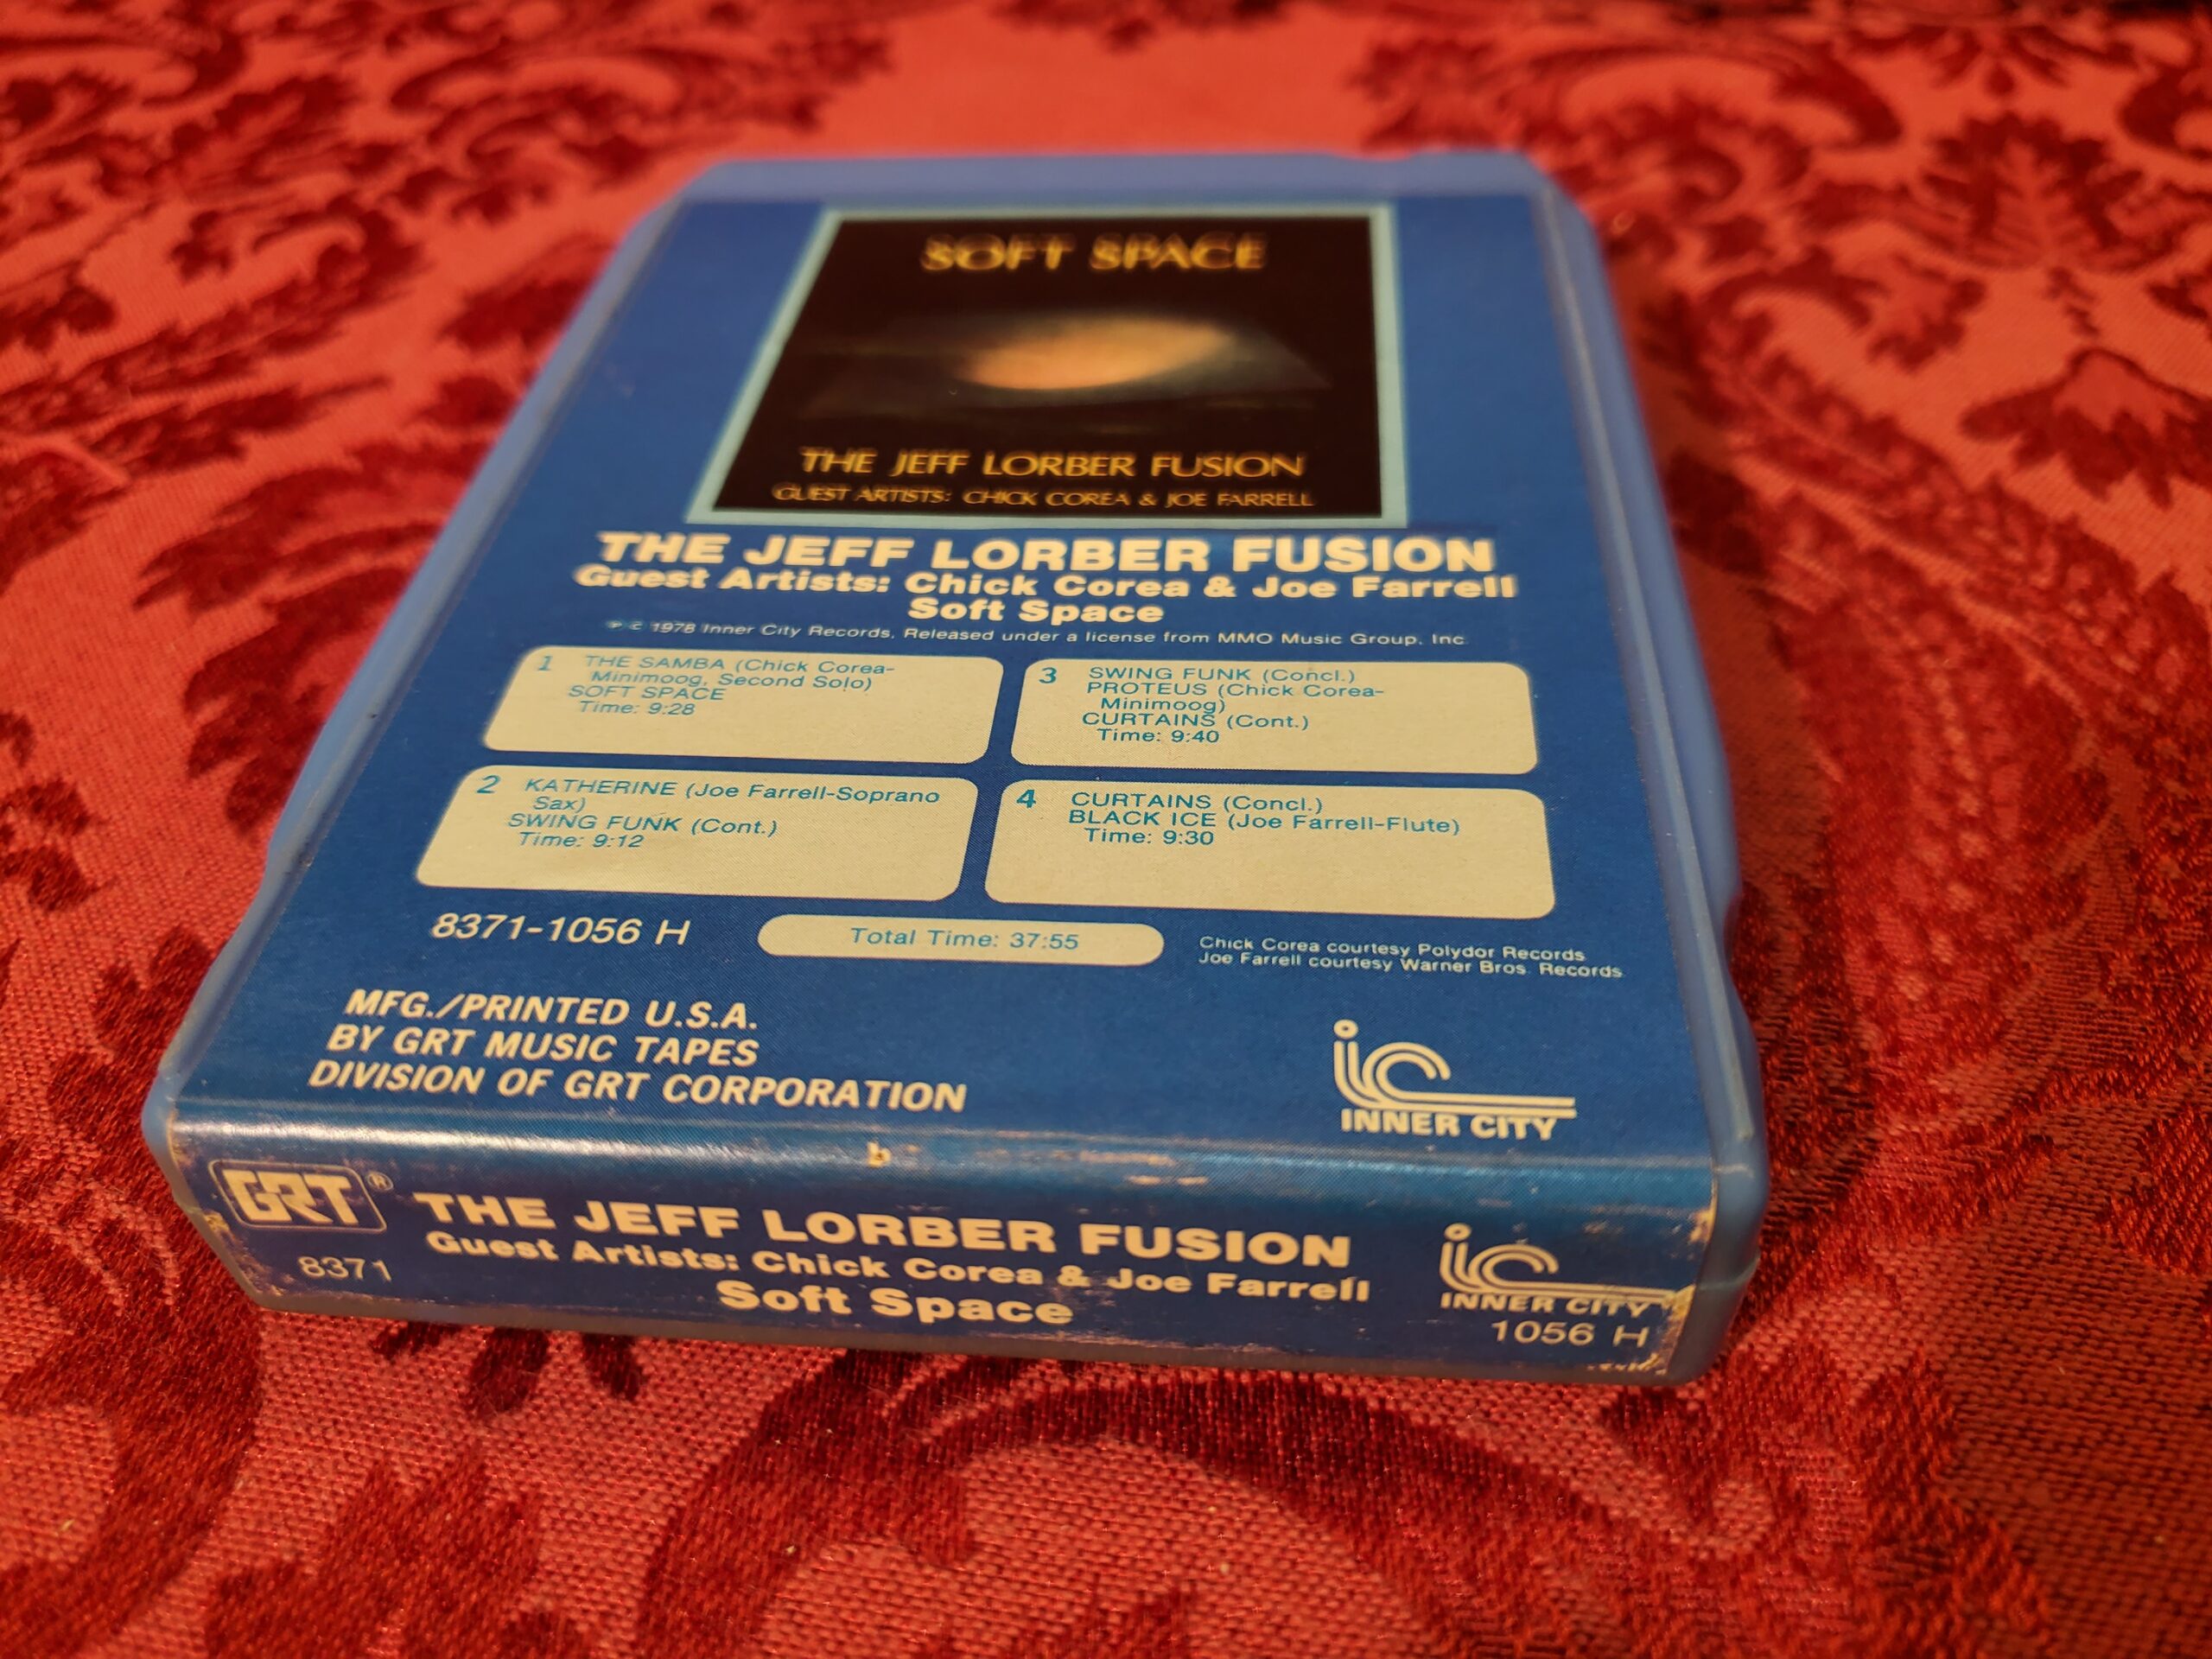 SOFT SPACE
THE JEFF LORBER FUSION
GUEST ARTISTS: CHICK COREA & JOE FARRELL
THE JEFF LORBER FUSION
Guest Artists: Chick Corea & Joe Farrell
Soft Space
℗ © 1978 Inner City Records, Released under a license from MMO Music Group, Inc.
1 THE SAMBA (Chick Corea-
Minimoog, Second Solo)
SOFT SPACE
Time: 9:28
2 KATHERINE (Joe Farrell-Soprano
Sax)
SWING FUNK (Cont.)
Time: 9:12
3 SWING FUNK (Concl.)
PROTEUS (Chick Corea-
Minimoog)
CURTAINS (Cont.)
Time: 9:40
4 CURTAINS (Concl.)
BLACK ICE (Joe Farrell-Flute)
Time: 9:30
8371-1056 H
Total Time: 37:55
Chick Corea courtesy Polydor Records
Joe Farrell courtesy Warner Bros. Records
MFG./PRINTED U.S.A.
BY GRT MUSIC TAPES
DIVISION OF GRT CORPORATION
ic
INNER CITY
GRT®
8371
THE JEFF LORBER FUSION
Guest Artists: Chick Corea & Joe Farrell
Soft Space
ic
INNER CITY
1056 H